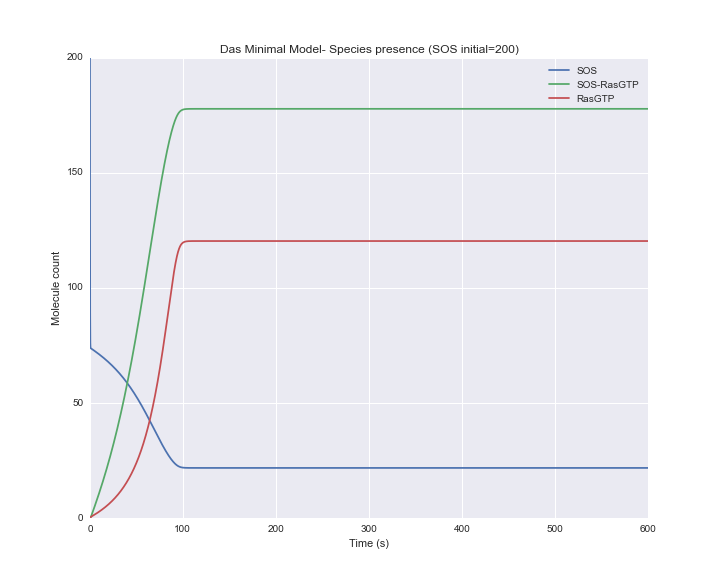 Das Minimal Model- Species presence (SOS initial=200)
SOS
SOS-RasGTP
RasGTP
200
150
100
50
0
Molecule count
0 100 200 300 400 500 600
Time (s)